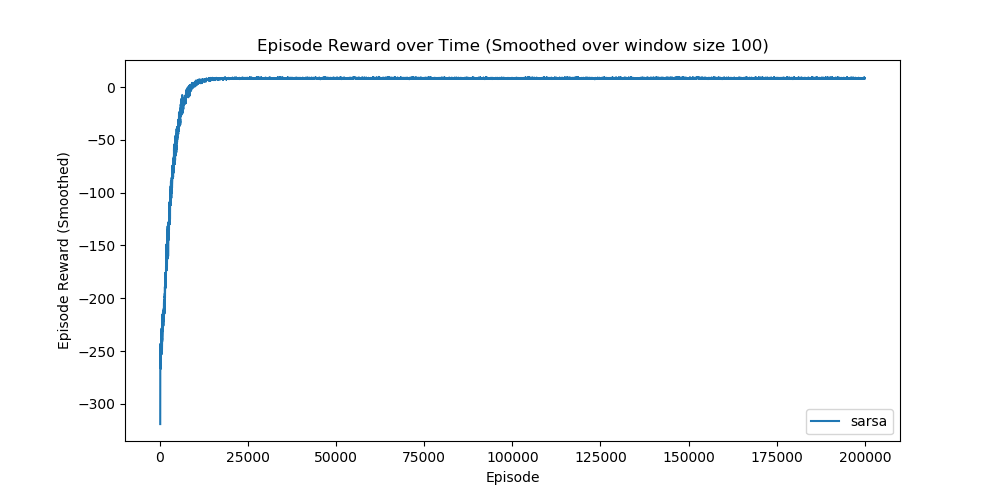 Episode Reward over Time (Smoothed over window size 100)
Episode Reward (Smoothed)
0
−50
−100
−150
−200
−250
−300
sarsa
0 25000 50000 75000 100000 125000 150000 175000 200000
Episode